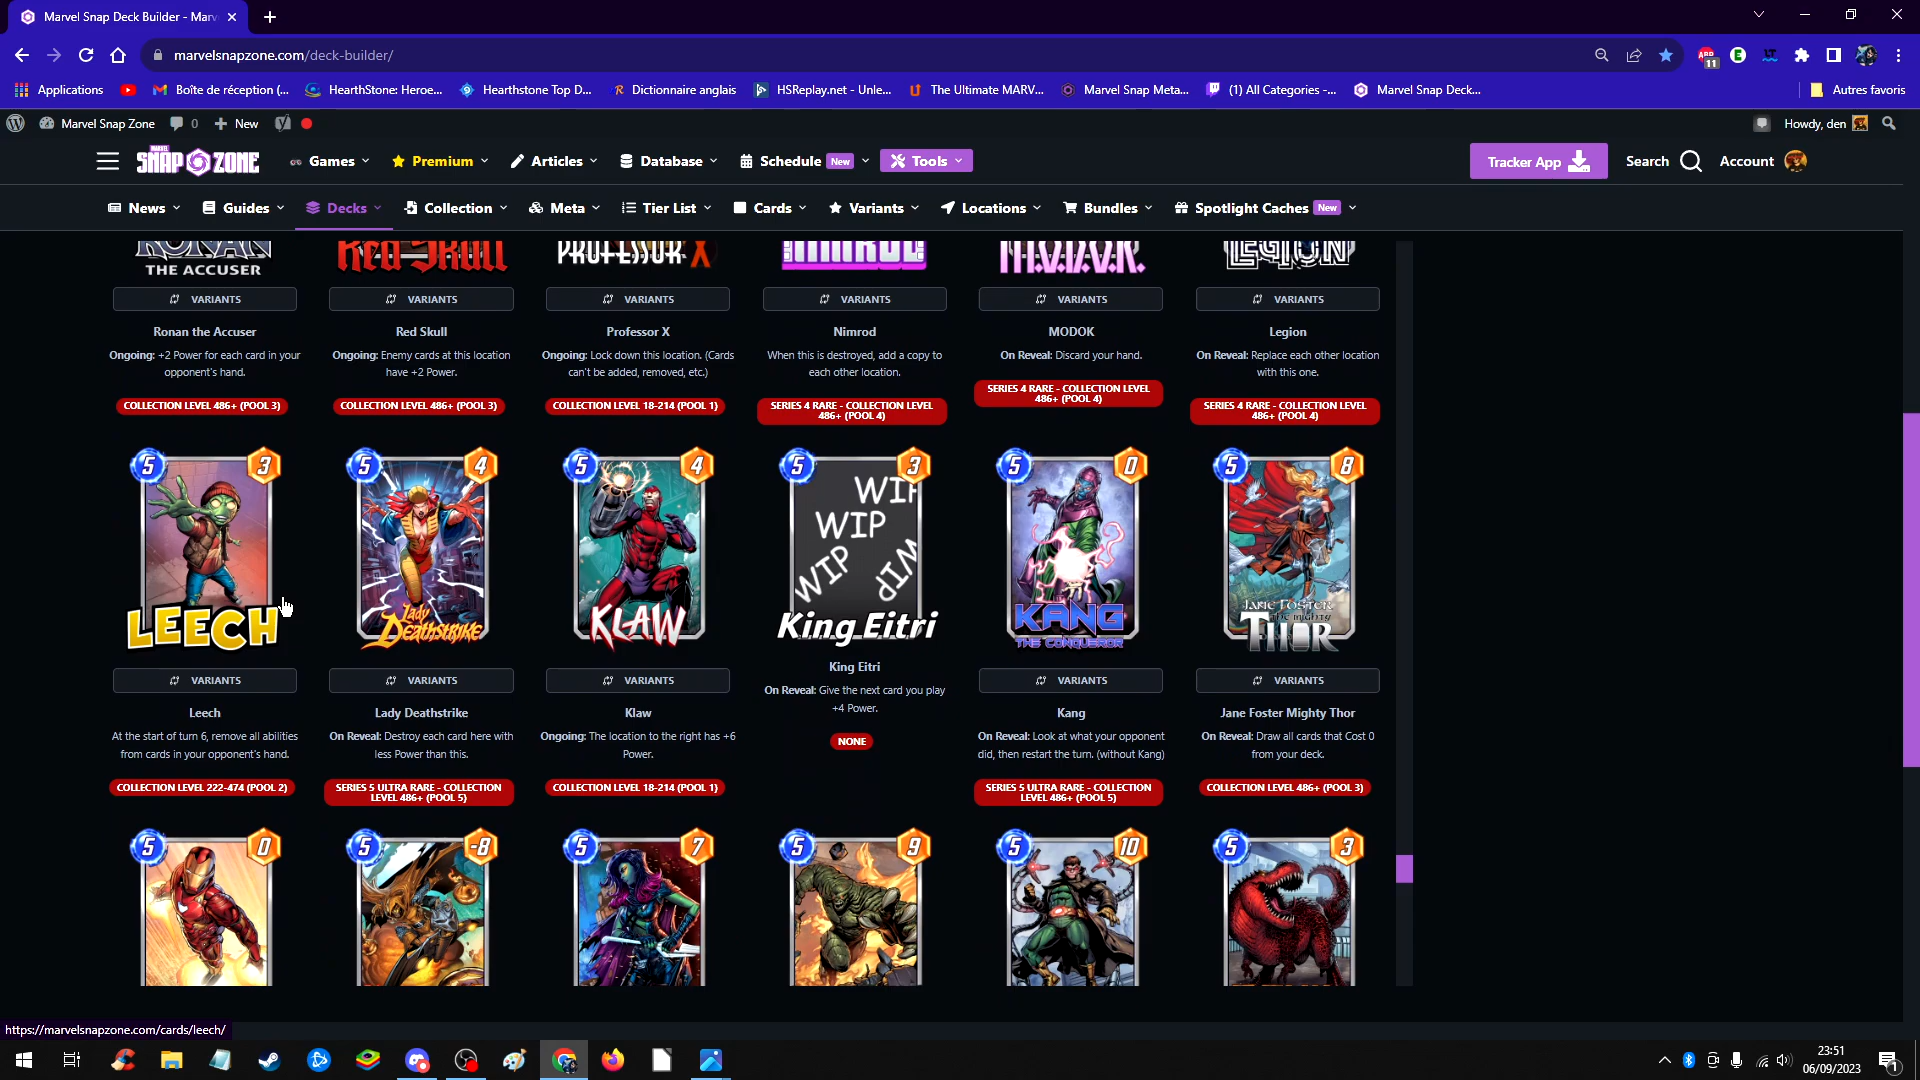 Marvel Snap Deck Builder - Marv
marvelsnapzone.com/deck-builder/
11
Applications
Boîte de réception (...
HearthStone: Heroe...
Hearthstone Top D...
Dictionnaire anglais
HSReplay.net - Unle...
The Ultimate MARV...
Marvel Snap Meta...
(1) All Categories -...
Marvel Snap Deck...
Autres favoris
Marvel Snap Zone
0
New
Howdy, den
MARVEL SNAP ZONE
Games
Premium
Articles
Database
Schedule New
Tools
Tracker App
Search
Account
News
Guides
Decks
Collection
Meta
Tier List
Cards
Variants
Locations
Bundles
Spotlight Caches New
RONAN THE ACCUSER
Red Skull
PROFESSOR X
NIMROD
M.O.D.O.K.
LEGION
VARIANTS
VARIANTS
VARIANTS
VARIANTS
VARIANTS
VARIANTS
Ronan the Accuser
Ongoing: +2 Power for each card in your
opponent's hand.
COLLECTION LEVEL 486+ (POOL 3)
Red Skull
Ongoing: Enemy cards at this location
have +2 Power.
COLLECTION LEVEL 486+ (POOL 3)
Professor X
Ongoing: Lock down this location. (Cards
can't be added, removed, etc.)
COLLECTION LEVEL 18-214 (POOL 1)
Nimrod
When this is destroyed, add a copy to
each other location.
SERIES 4 RARE - COLLECTION LEVEL
486+ (POOL 4)
MODOK
On Reveal: Discard your hand.
SERIES 4 RARE - COLLECTION LEVEL
486+ (POOL 4)
Legion
On Reveal: Replace each other location
with this one.
SERIES 4 RARE - COLLECTION LEVEL
486+ (POOL 4)
5 3
LEECH
VARIANTS
Leech
At the start of turn 6, remove all abilities
from cards in your opponent's hand.
COLLECTION LEVEL 222-474 (POOL 2)
5 4
Lady Deathstrike
VARIANTS
Lady Deathstrike
On Reveal: Destroy each card here with
less Power than this.
SERIES 5 ULTRA RARE - COLLECTION
LEVEL 486+ (POOL 5)
5 4
KLAW
VARIANTS
Klaw
Ongoing: The location to the right has +6
Power.
COLLECTION LEVEL 18-214 (POOL 1)
5 3
WIP
WIP
WIP
WIP
King Eitri
King Eitri
On Reveal: Give the next card you play
+4 Power.
NONE
5 0
KANG
THE CONQUEROR
VARIANTS
Kang
On Reveal: Look at what your opponent
did, then restart the turn. (without Kang)
SERIES 5 ULTRA RARE - COLLECTION
LEVEL 486+ (POOL 5)
5 8
JANE FOSTER
the mighty
THOR
VARIANTS
Jane Foster Mighty Thor
On Reveal: Draw all cards that Cost 0
from your deck.
COLLECTION LEVEL 486+ (POOL 3)
5 0
5 -8
5 7
5 9
5 10
5 3
https://marvelsnapzone.com/cards/leech/
23:51
06/09/2023
1